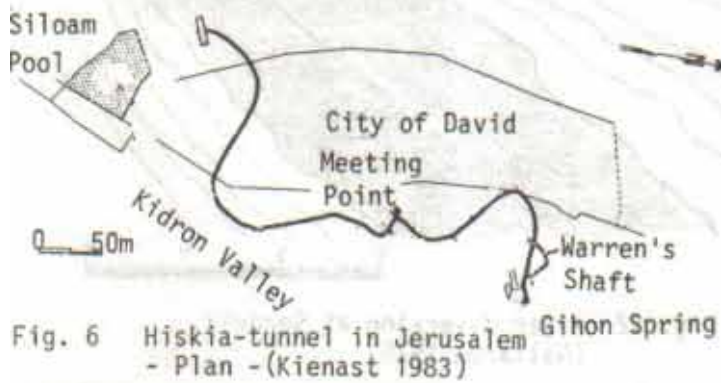 Siloam
Pool
N
City of David
Meeting
Point
Kidron Valley
0 50m
Warren's
Shaft
Gihon Spring
Fig. 6 Hiskia-tunnel in Jerusalem
- Plan -(Kienast 1983)